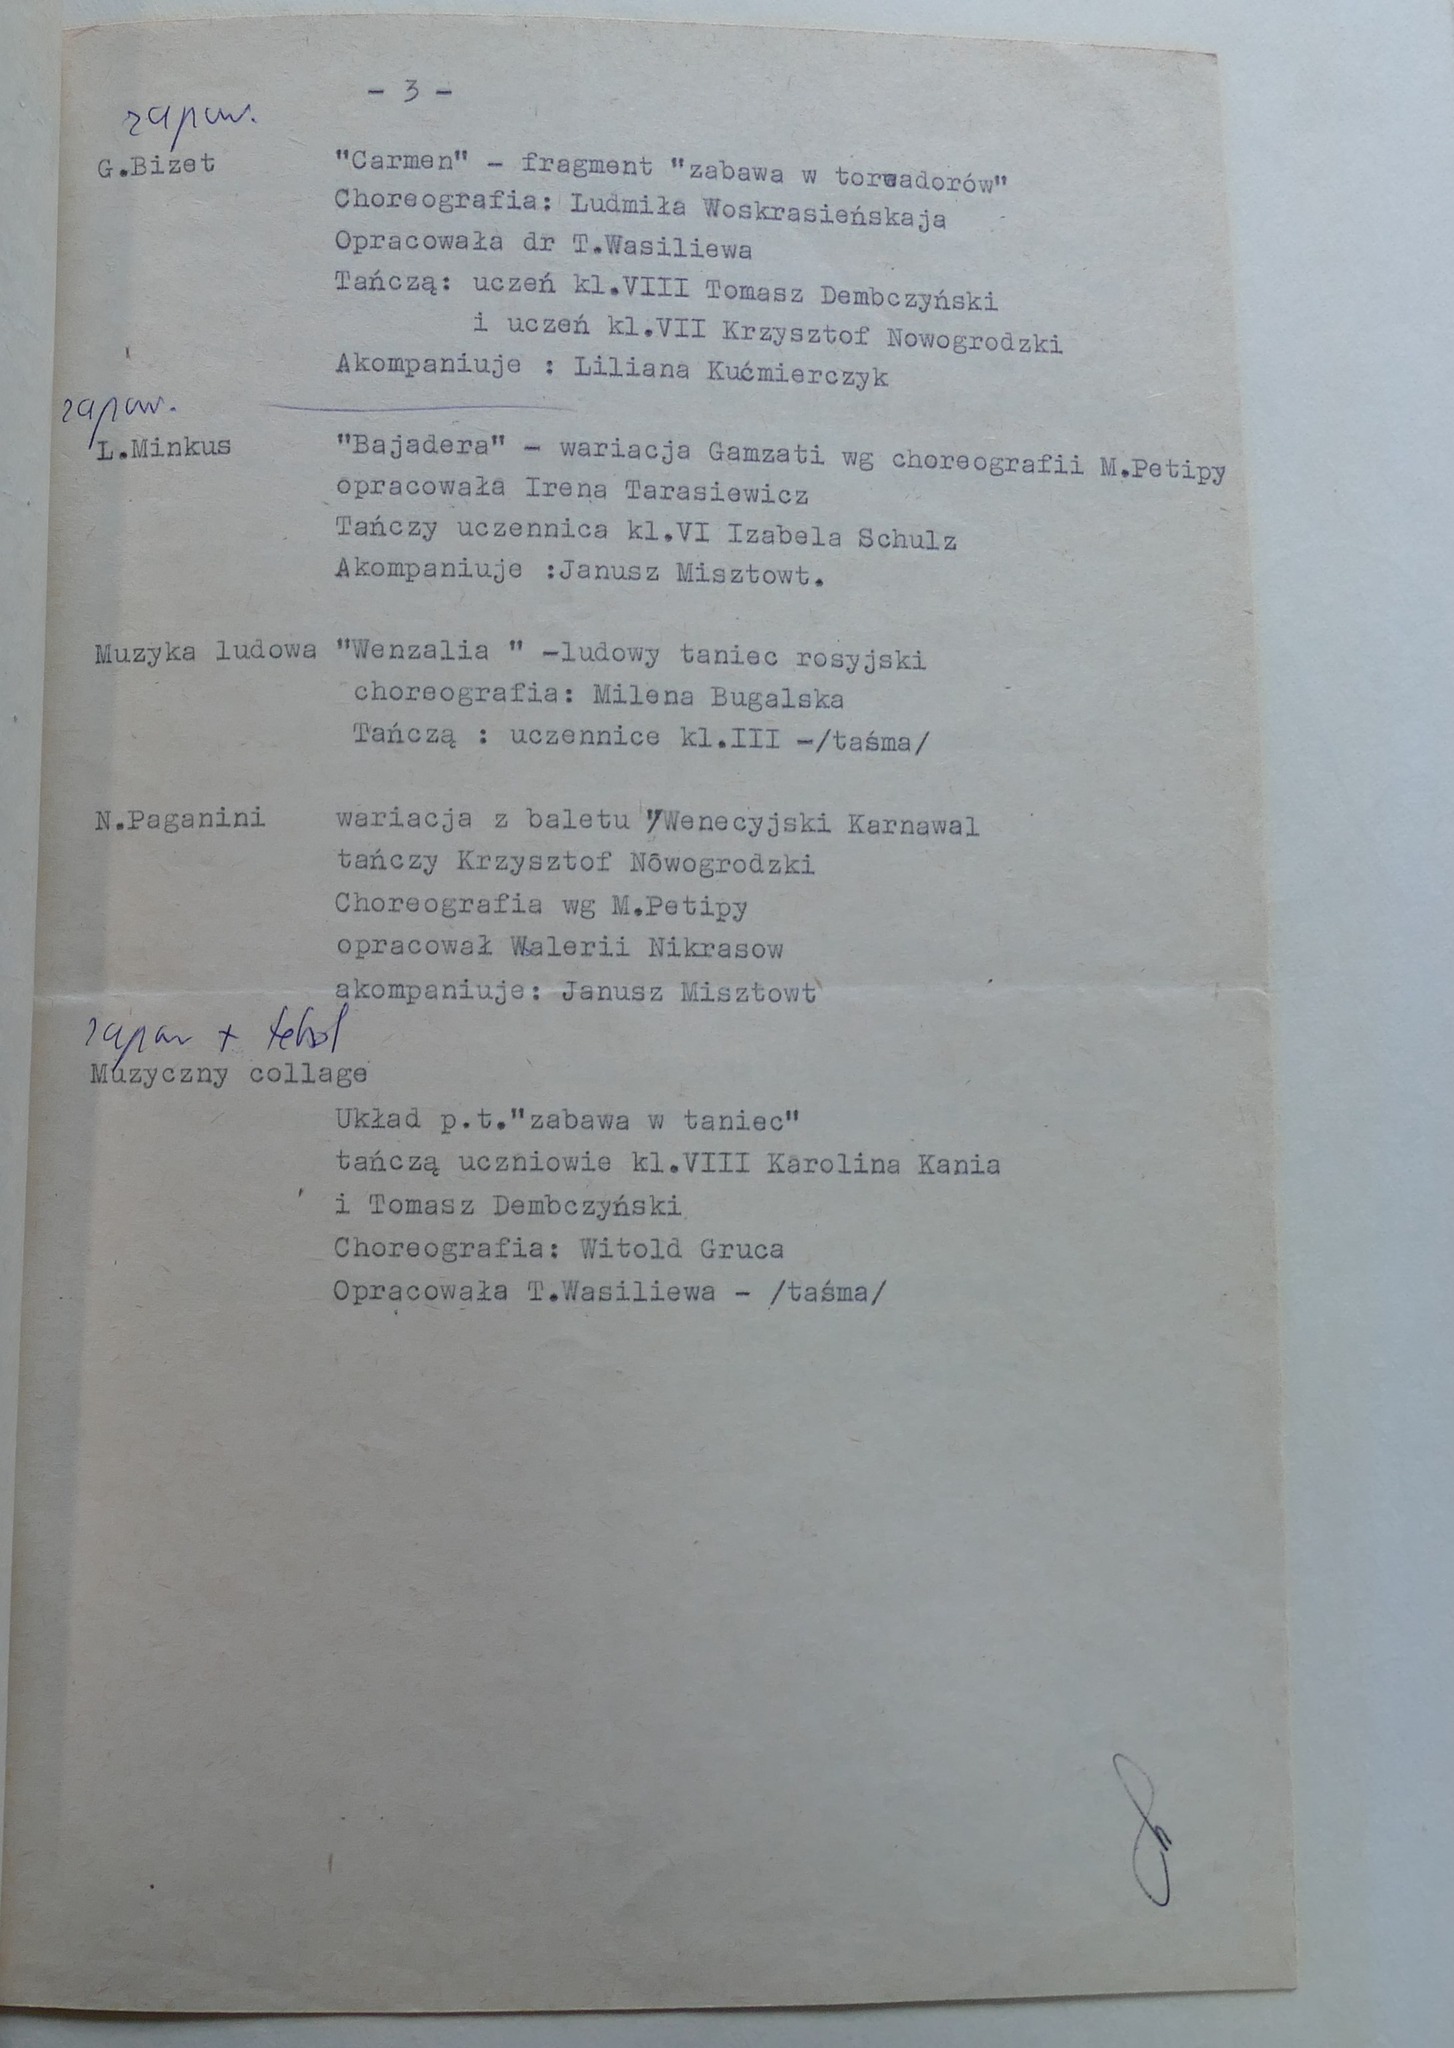 - 3 -
zapow.
G.Bizet "Carmen" - fragment "zabawa w toreadorów"
Choreografia: Ludmiła Woskrasieńskaja
Opracowała dr T.Wasiliewa
Tańczą: uczeń kl.VIII Tomasz Dembczyński
i uczeń kl.VII Krzysztof Nowogrodzki
Akompaniuje : Liliana Kućmierczyk
zapow.
L.Minkus "Bajadera" - wariacja Gamzati wg choreografii M.Petipy
opracowała Irena Tarasiewicz
Tańczy uczennica kl.VI Izabela Schulz
Akompaniuje :Janusz Misztowt.
Muzyka ludowa "Wenzalia " -ludowy taniec rosyjski
choreografia: Milena Bugalska
Tańczą : uczennice kl.III -/taśma/
N.Paganini wariacja z baletu "/Wenecyjski Karnawal
tańczy Krzysztof Nowogrodzki
Choreografia wg M.Petipy
opracował Walerii Nikrasow
akompaniuje: Janusz Misztowt
zapow +
Muzyczny collage
Układ p.t."zabawa w taniec"
tańczą uczniowie kl.VIII Karolina Kania
i Tomasz Dembczyński
Choreografia: Witold Gruca
Opracowała T.Wasiliewa - /taśma/